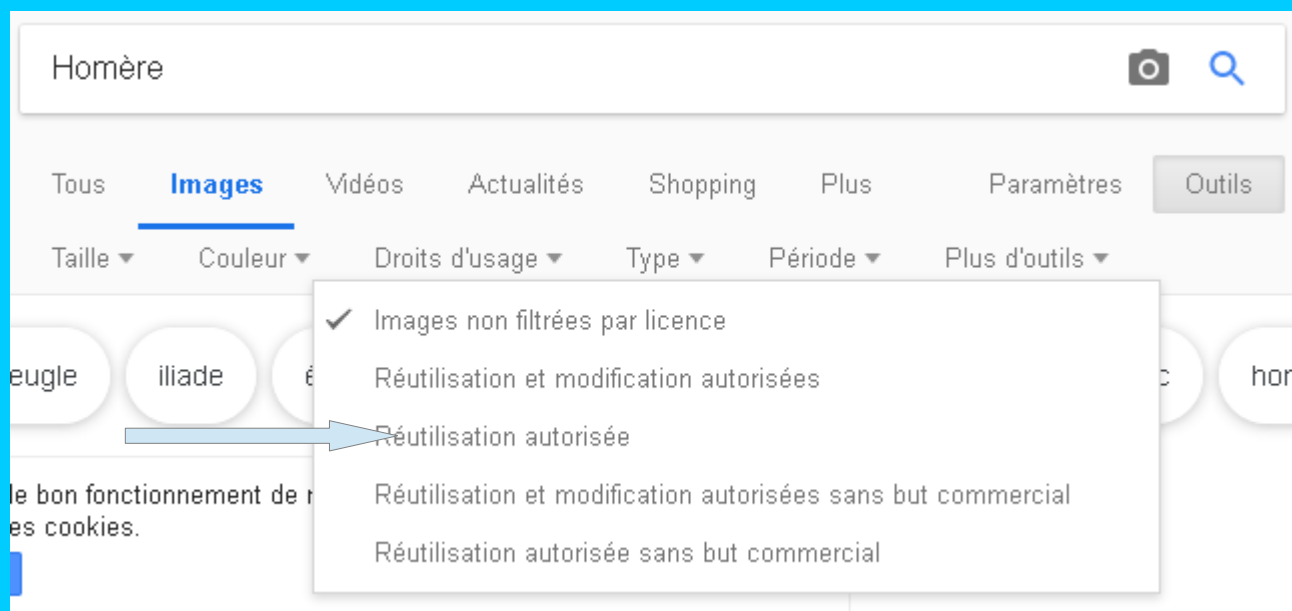 Homère
Tous Images Vidéos Actualités Shopping Plus Paramètres Outils
Taille Couleur Droits d'usage Type Période Plus d'outils
Images non filtrées par licence
Réutilisation et modification autorisées
iliade
Réutilisation autorisée
Réutilisation et modification autorisées sans but commercial
le bon fonctionnement de
es cookies.
Réutilisation autorisée sans but commercial